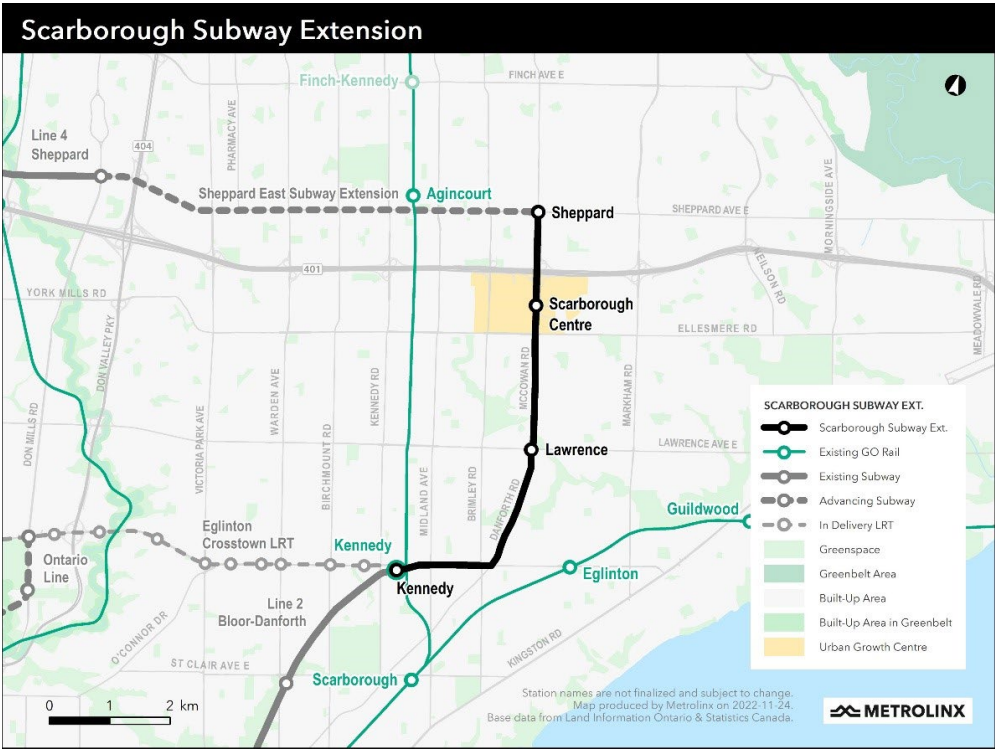 Scarborough Subway Extension
Finch-Kennedy
FINCH AVE E
Line 4
Sheppard
404
PHARMACY AVE
Sheppard East Subway Extension
Agincourt
Sheppard
SHEPPARD AVE E
MORNINGSIDE AVE
NEILSON RD
MEADOWVALE RD
401
YORK MILLS RD
DON VALLEY PKY
Scarborough
Centre
ELLESMERE RD
DON MILLS RD
VICTORIA PARK AVE
WARDEN AVE
BIRCHMOUNT RD
KENNEDY RD
MIDLAND AVE
BRIMLEY RD
MCCOWAN RD
DANFORTH RD
MARKHAM RD
Lawrence
LAWRENCE AVE E
Guildwood
Eglinton
Crosstown LRT
Kennedy
Kennedy
Eglinton
Ontario
Line
Line 2
Bloor-Danforth
O'CONNOR DR
ST CLAIR AVE E
Scarborough
KINGSTON RD
SCARBOROUGH SUBWAY EXT.
Scarborough Subway Ext.
Existing GO Rail
Existing Subway
Advancing Subway
In Delivery LRT
Greenspace
Greenbelt Area
Built-Up Area
Built-Up Area in Greenbelt
Urban Growth Centre
0 1 2 km
Station names are not finalized and subject to change.
Map produced by Metrolinx on 2022-11-24.
Base data from Land Information Ontario & Statistics Canada.
METROLINX